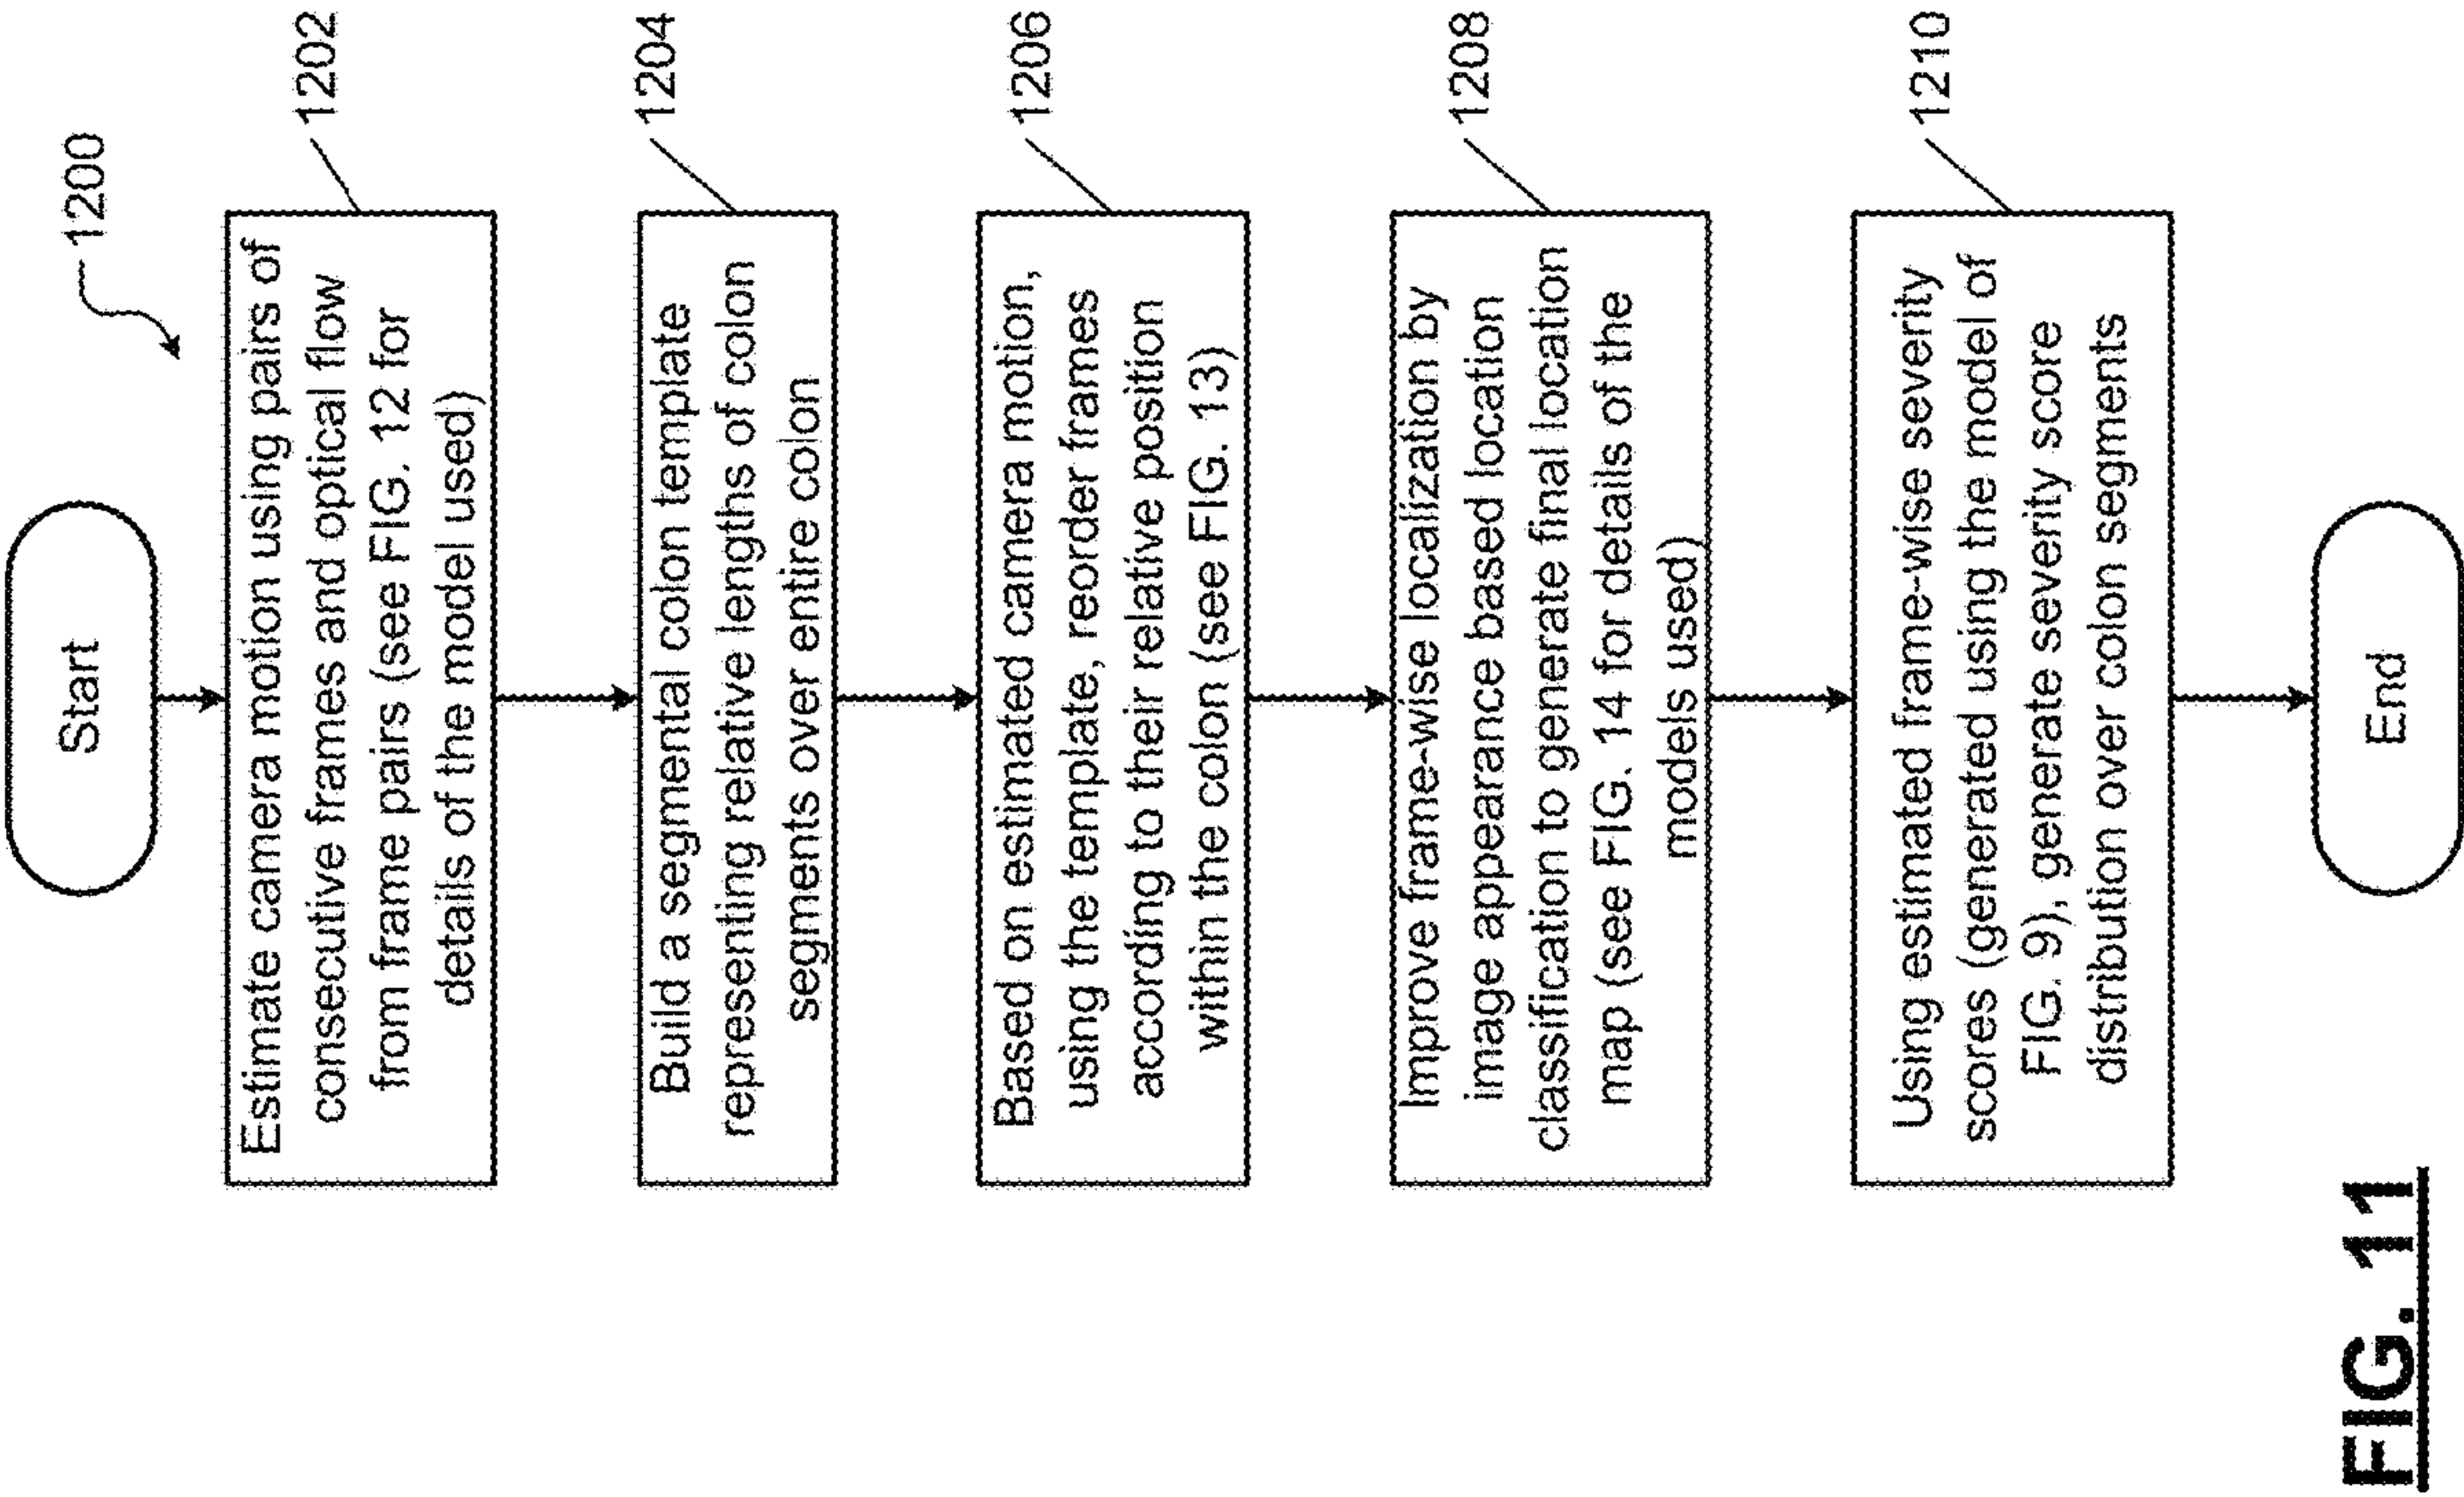 1200
Start
Estimate camera motion using pairs of
consecutive frames and optical flow
from frame pairs (see FIG. 12 for
details of the model used)
1202
Build a segmental colon template
representing relative lengths of colon
segments over entire colon
1204
Based on estimated camera motion,
using the template, reorder frames
according to their relative position
within the colon (see FIG. 13)
1206
Improve frame-wise localization by
image appearance based location
classification to generate final location
map (see FIG. 14 for details of the
models used)
1208
Using estimated frame-wise severity
scores (generated using the model of
FIG. 9), generate severity score
distribution over colon segments
1210
End
FIG. 11